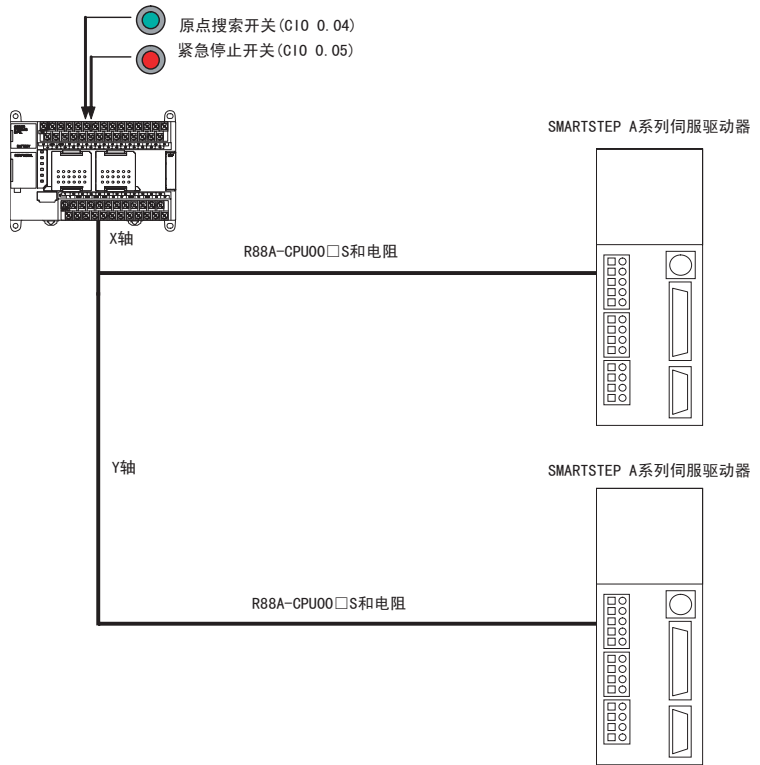 原点搜索开关(CIO 0.04)
紧急停止开关(CIO 0.05)
SMARTSTEP A系列伺服驱动器
X轴
R88A-CPU00□S和电阻
Y轴
SMARTSTEP A系列伺服驱动器
R88A-CPU00□S和电阻